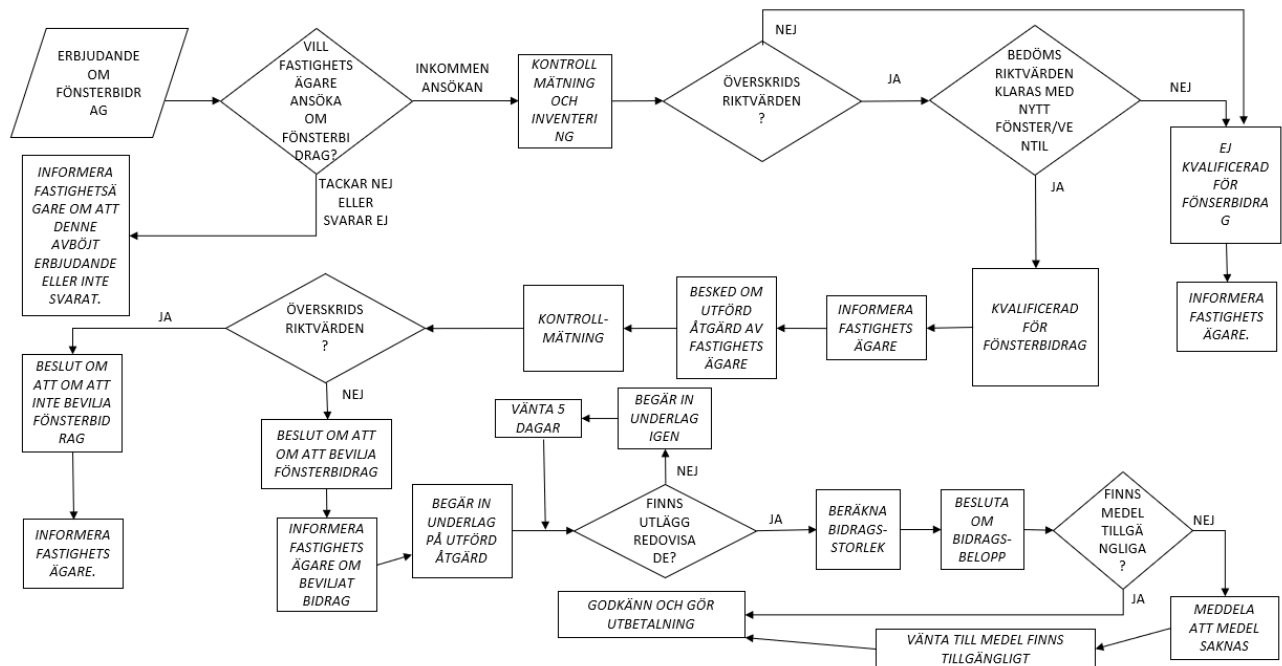 ERBJUDANDE
OM
FÖNSTERBIDR
AG
VILL
FASTIGHETS
ÄGARE
ANSÖKA
OM
FÖNSTERBI
DRAG?
INKOMMEN
ANSÖKAN
KONTROLL
MÄTNING
OCH
INVENTER
ING
ÖVERSKRIDS
RIKTVÄRDEN
?
NEJ
JA
BEDÖMS
RIKTVÄRDEN
KLARAS MED
NYTT
FÖNSTER/VE
NTIL
NEJ
JA
EJ
KVALIFICERAD
FÖR
FÖNSERBIDRA
G
INFORMERA
FASTIGHETS
ÄGARE.
TACKAR NEJ
ELLER
SVARAR EJ
INFORMERA
FASTIGHETSÄ
GARE OM ATT
DENNE
AVBÖJT
ERBJUDANDE
ELLER INTE
SVARAT.
KVALIFICERAD
FÖR
FÖNSTERBIDRAG
INFORMERA
FASTIGHETS
ÄGARE
BESKED OM
UTFÖRD
ÅTGÄRD AV
FASTIGHETS
ÄGARE
KONTROLL-
MÄTNING
ÖVERSKRIDS
RIKTVÄRDEN
?
JA
BESLUT OM
ATT OM ATT
INTE BEVILJA
FÖNSTERBID
RAG
INFORMERA
FASTIGHETS
ÄGARE.
NEJ
BESLUT OM ATT
OM ATT BEVILJA
FÖNSTERBIDRAG
INFORMERA
FASTIGHETS
ÄGARE OM
BEVILJAT
BIDRAG
BEGÄR IN
UNDERLAG
PÅ UTFÖRD
ÅTGÄRD
VÄNTA 5
DAGAR
BEGÄR IN
UNDERLAG
IGEN
NEJ
FINNS
UTLÄGG
REDOVISA
DE?
JA
BERÄKNA
BIDRAGS-
STORLEK
BESLUTA
OM
BIDRAGS-
BELOPP
FINNS
MEDEL
TILLGÄ
NGLIGA
?
NEJ
JA
MEDDELA
ATT MEDEL
SAKNAS
VÄNTA TILL MEDEL FINNS
TILLGÄNGLIGT
GODKÄNN OCH GÖR
UTBETALNING